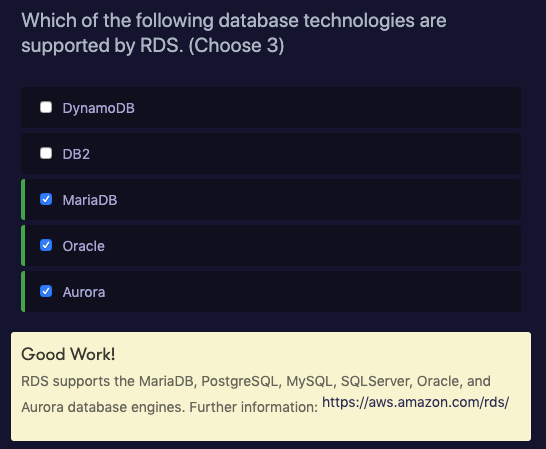 Which of the following database technologies are
supported by RDS. (Choose 3)
DynamoDB
DB2
MariaDB
Oracle
Aurora
Good Work!
RDS supports the MariaDB, PostgreSQL, MySQL, SQLServer, Oracle, and
Aurora database engines. Further information: https://aws.amazon.com/rds/